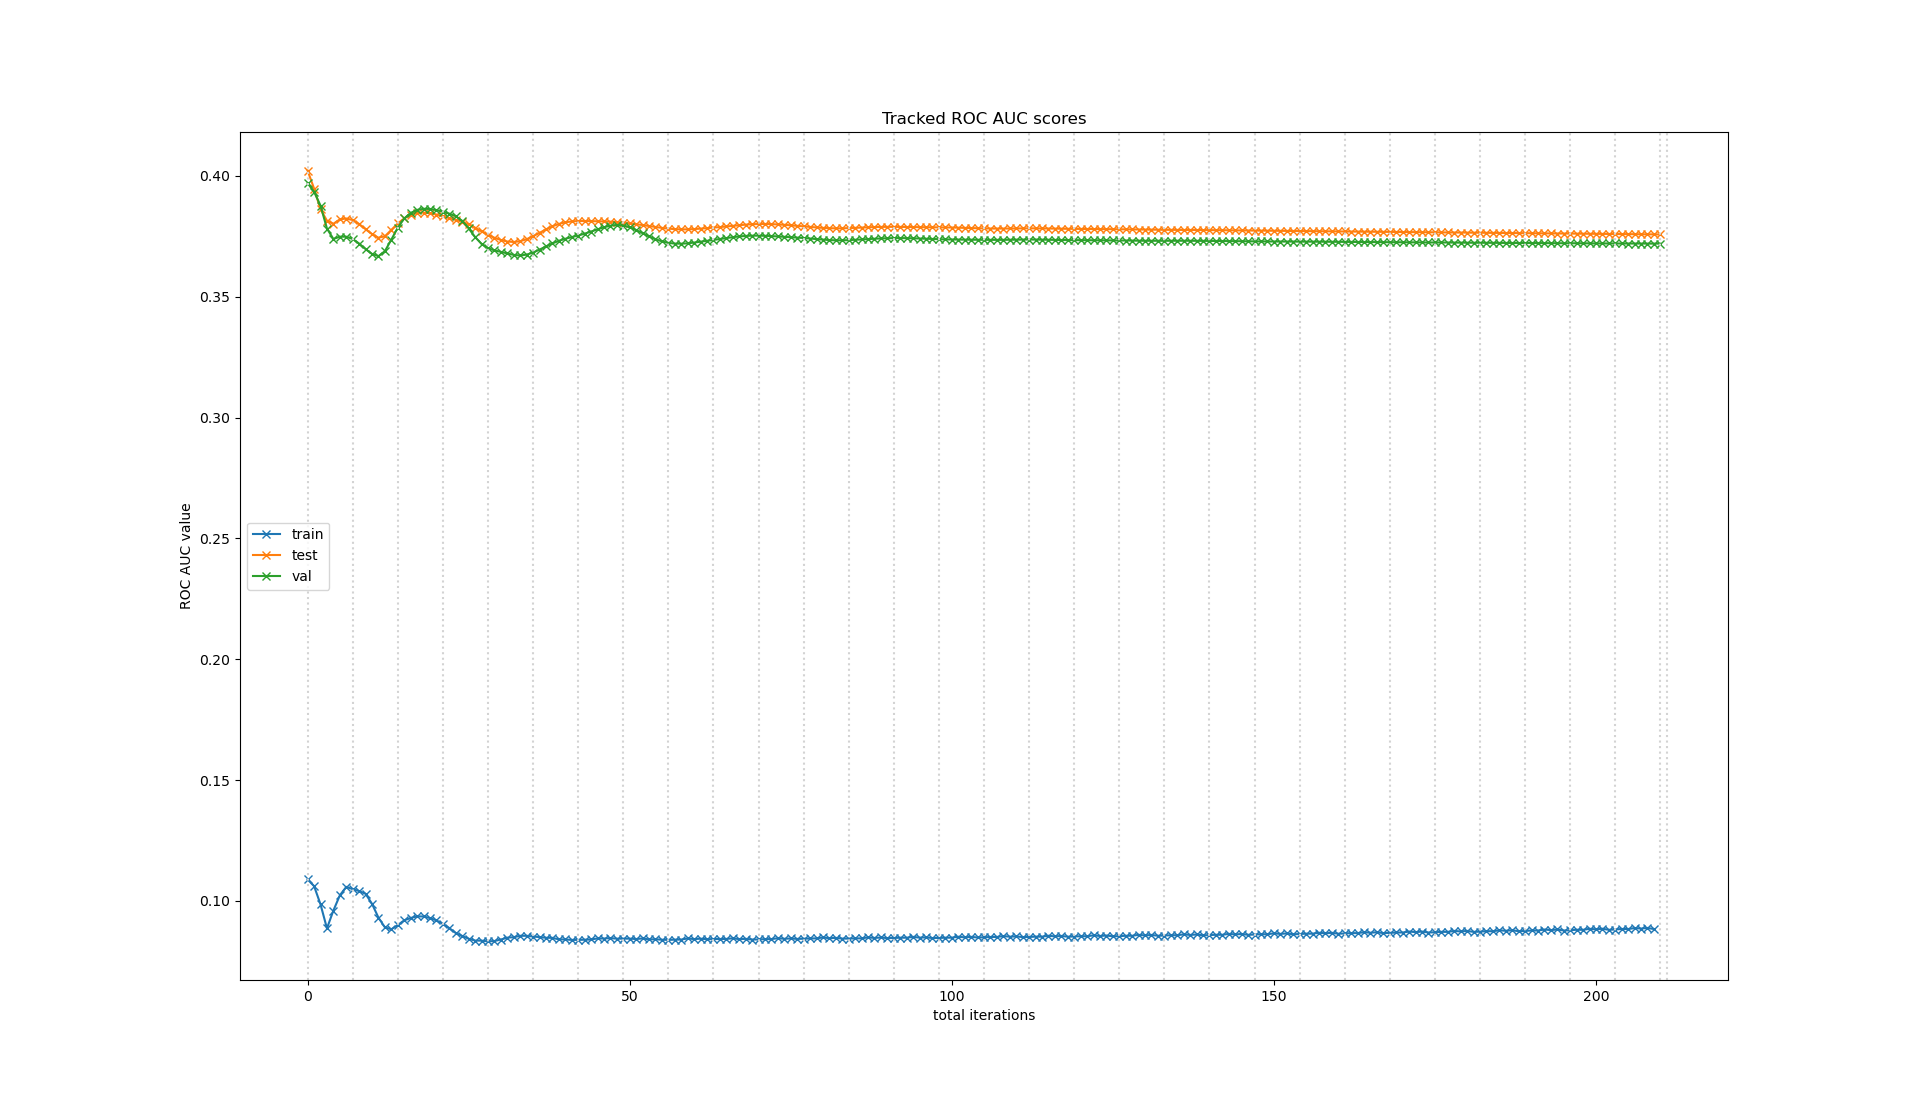 Tracked ROC AUC scores
ROC AUC value
0.40
0.35
0.30
0.25
0.20
0.15
0.10
train
test
val
0
50
100
150
200
total iterations